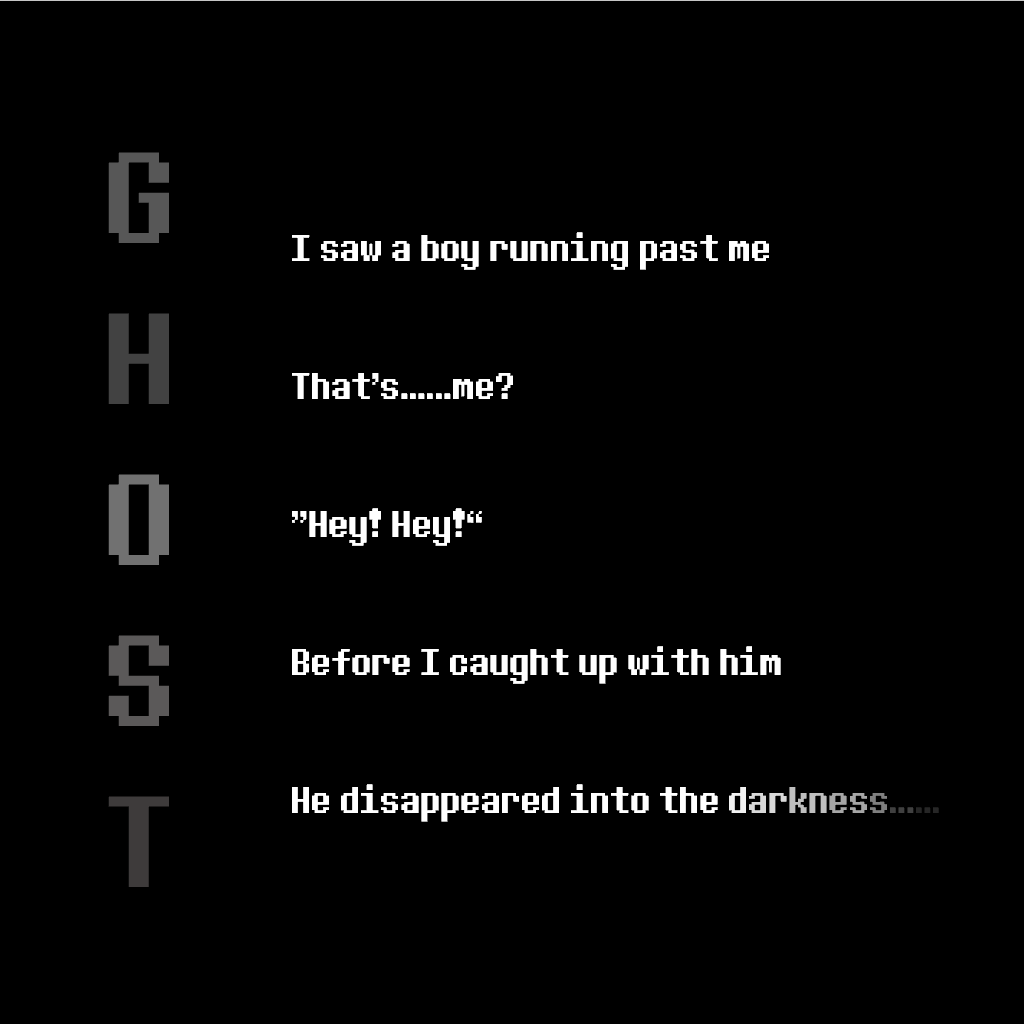 GHOST
I saw a boy running past me
That’s......me?
”Hey! Hey!“
Before I caught up with him
He disappeared into the darkness......